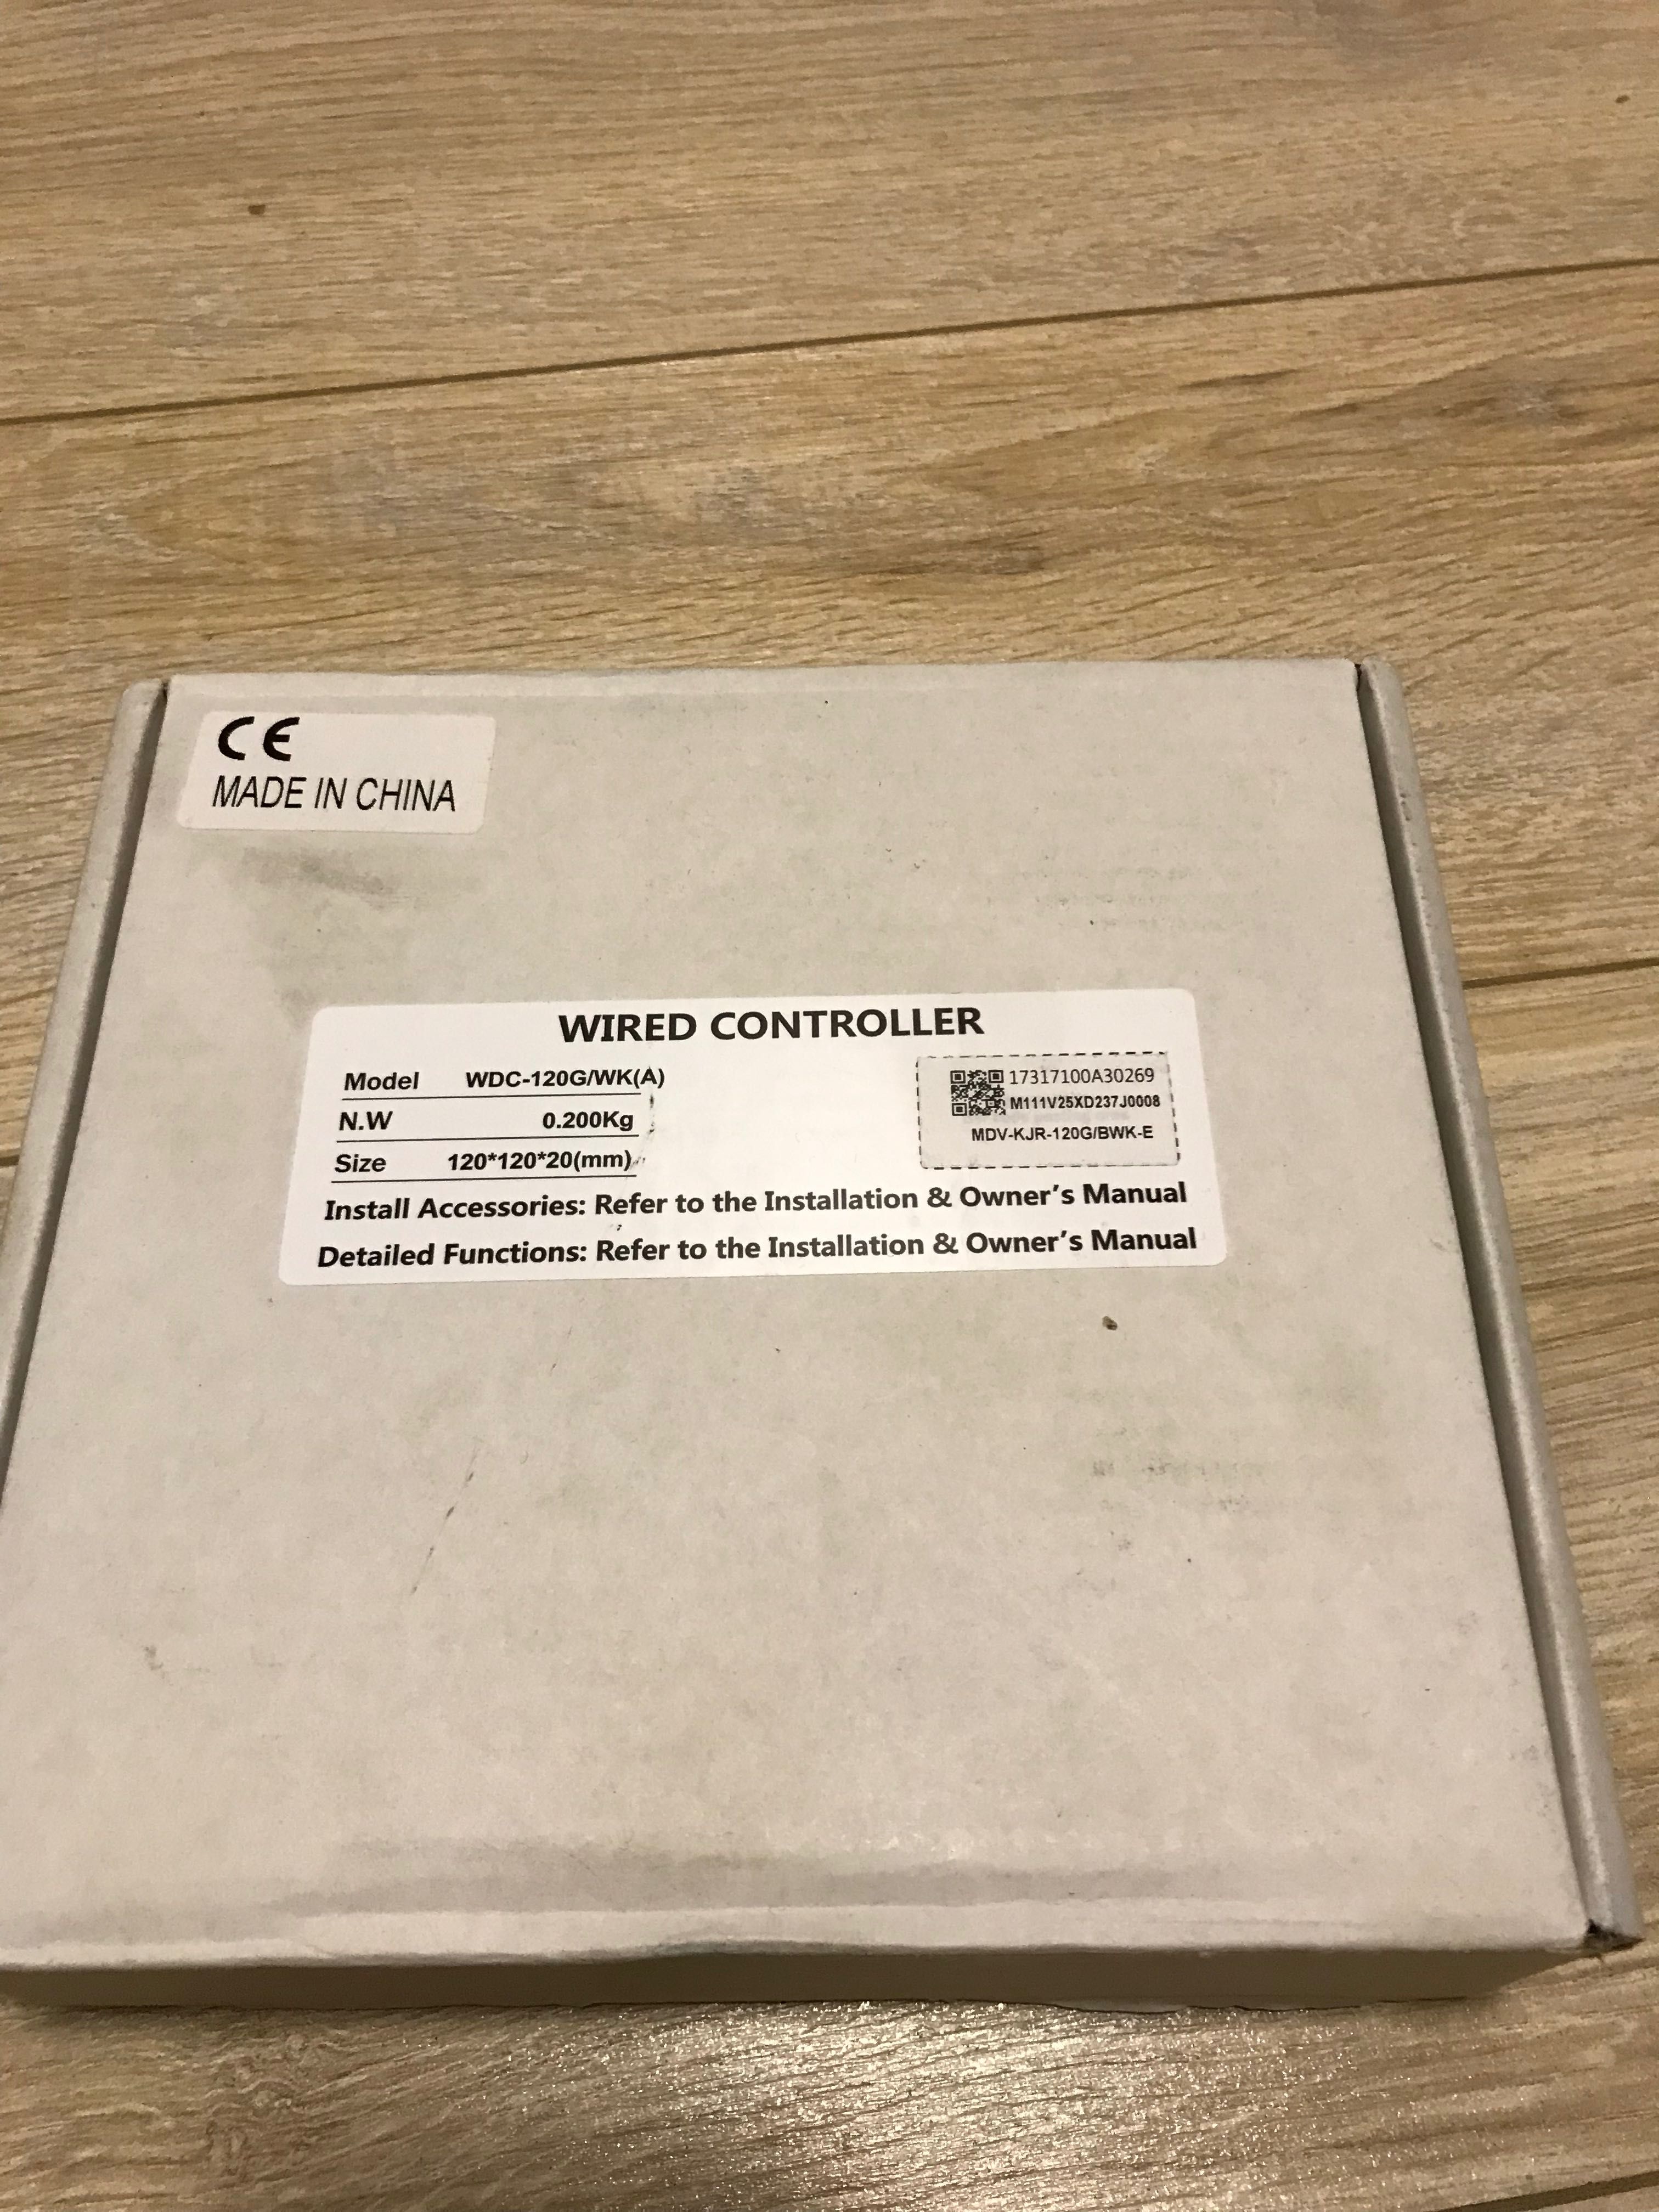 CE
MADE IN CHINA
WIRED CONTROLLER
Model WDC-120G/WK(A)
N.W 0.200Kg
Size 120*120*20(mm)
17317100A30269
M111V25XD237J0008
MDV-KJR-120G/BWK-E
Install Accessories: Refer to the Installation & Owner’s Manual
Detailed Functions: Refer to the Installation & Owner’s Manual